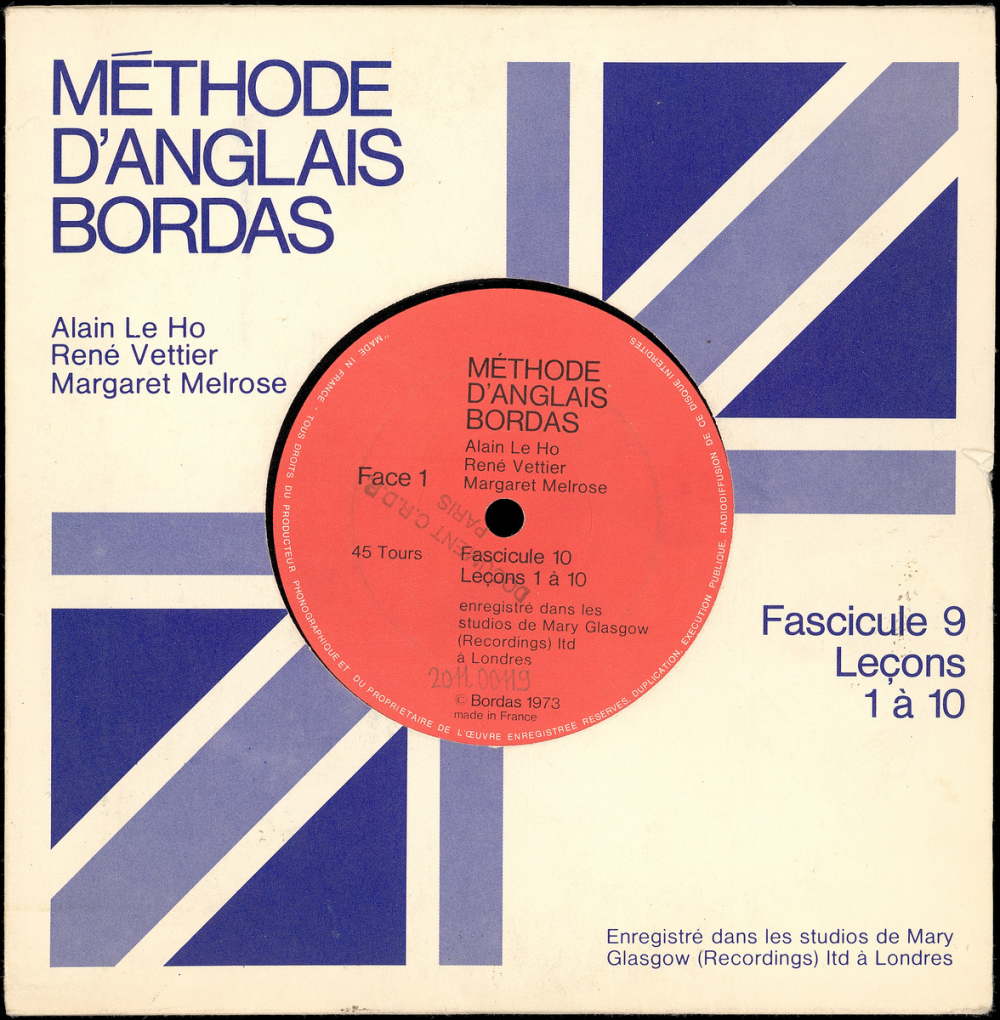 MÉTHODE
D'ANGLAIS
BORDAS
Alain Le Ho
René Vettier
Margaret Melrose
"MADE IN FRANCE - TOUS DROITS DU PRODUCTEUR PHONOGRAPHIQUE ET DU PROPRIETAIRE DE L'ŒUVRE ENREGISTREE RESERVES. DUPLICATION, EXECUTION PUBLIQUE, RADIODIFFUSION DE CE DISQUE INTERDITES
MÉTHODE
D'ANGLAIS
BORDAS
Alain Le Ho
René Vettier
Margaret Melrose
Face 1
DOCUMENT C.R.D.P.
PARIS
45 Tours
Fascicule 10
Leçons 1 à 10
enregistré dans les
studios de Mary Glasgow
(Recordings) ltd
à Londres
2011.00119
© Bordas 1973
made in France
Fascicule 9
Leçons
1 à 10
Enregistré dans les studios de Mary
Glasgow (Recordings) ltd à Londres